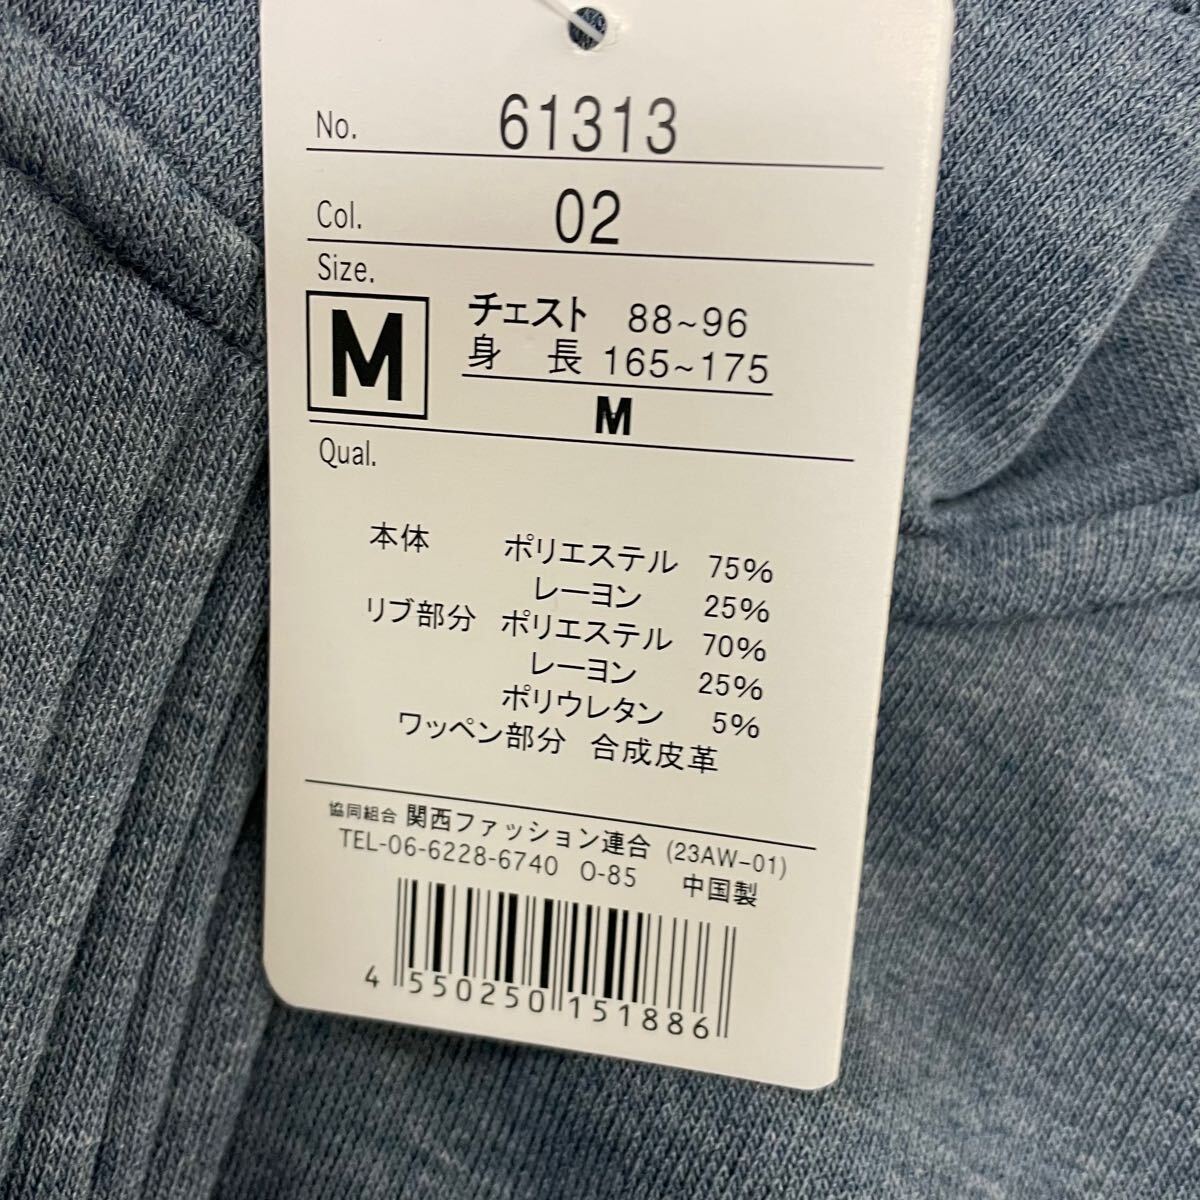 No. 61313
Col. 02
Size.
M チェスト 88~96
身 長 165~175
M
Qual.
本体 ポリエステル 75%
レーヨン 25%
リブ部分 ポリエステル 70%
レーヨン 25%
ポリウレタン 5%
ワッペン部分 合成皮革
協同組合 関西ファッション連合 (23AW-01)
TEL-06-6228-6740 O-85 中国製
4 550250 151886